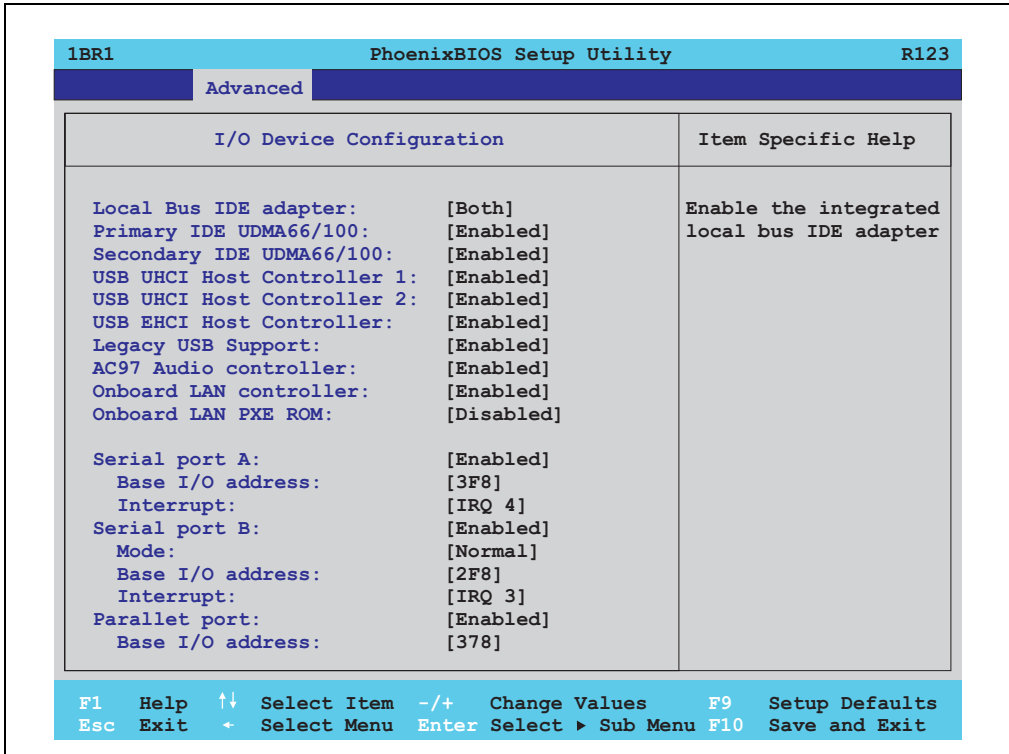 1BR1 PhoenixBIOS Setup Utility R123
Advanced
I/O Device Configuration
Item Specific Help
Local Bus IDE adapter: [Both]
Primary IDE UDMA66/100: [Enabled]
Secondary IDE UDMA66/100: [Enabled]
USB UHCI Host Controller 1: [Enabled]
USB UHCI Host Controller 2: [Enabled]
USB EHCI Host Controller: [Enabled]
Legacy USB Support: [Enabled]
AC97 Audio controller: [Enabled]
Onboard LAN controller: [Enabled]
Onboard LAN PXE ROM: [Disabled]
Serial port A: [Enabled]
Base I/O address: [3F8]
Interrupt: [IRQ 4]
Serial port B: [Enabled]
Mode: [Normal]
Base I/O address: [2F8]
Interrupt: [IRQ 3]
Parallet port: [Enabled]
Base I/O address: [378]
Enable the integrated
local bus IDE adapter
F1 Help ↑↓ Select Item -/+ Change Values F9 Setup Defaults
Esc Exit ← Select Menu Enter Select ▶ Sub Menu F10 Save and Exit